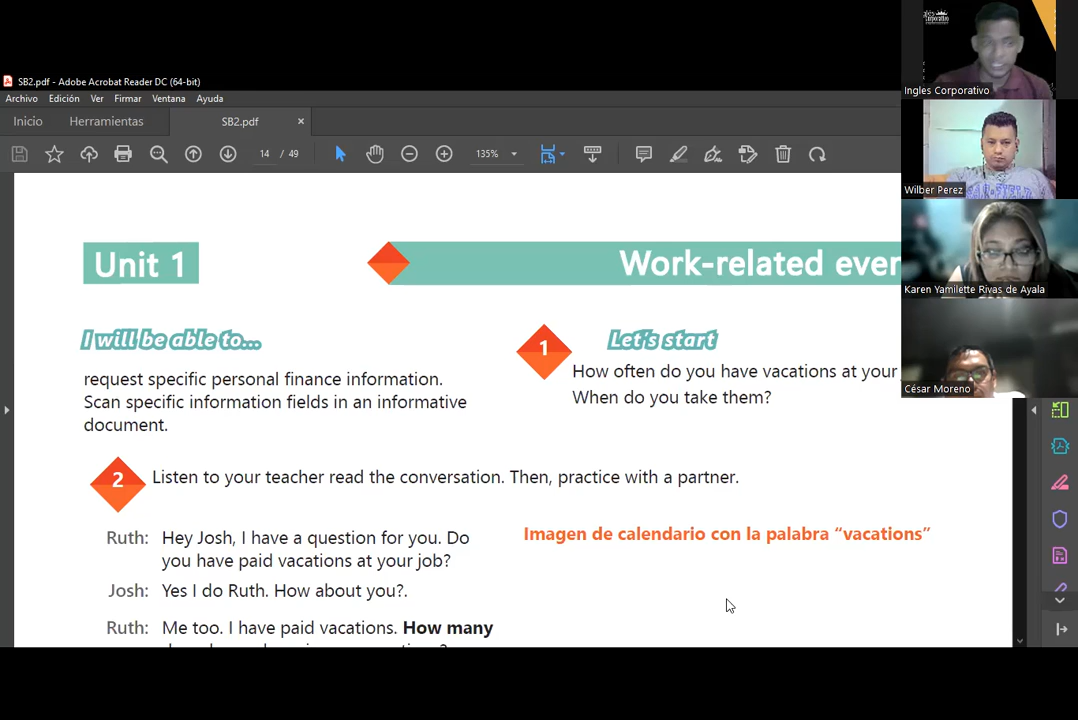 SB2.pdf - Adobe Acrobat Reader DC (64-bit)
Archivo Edición Ver Firmar Ventana Ayuda
Inicio Herramientas SB2.pdf ×
14 / 49 135%
Unit 1
Work-related even
I will be able to...
request specific personal finance information.
Scan specific information fields in an informative
document.
1 Let's start
How often do you have vacations at your
When do you take them?
2 Listen to your teacher read the conversation. Then, practice with a partner.
Ruth: Hey Josh, I have a question for you. Do
you have paid vacations at your job?
Josh: Yes I do Ruth. How about you?.
Ruth: Me too. I have paid vacations. How many
Imagen de calendario con la palabra “vacations”
Corporativo
Ingles Corporativo
Wilber Perez
Karen Yamilette Rivas de Ayala
César Moreno